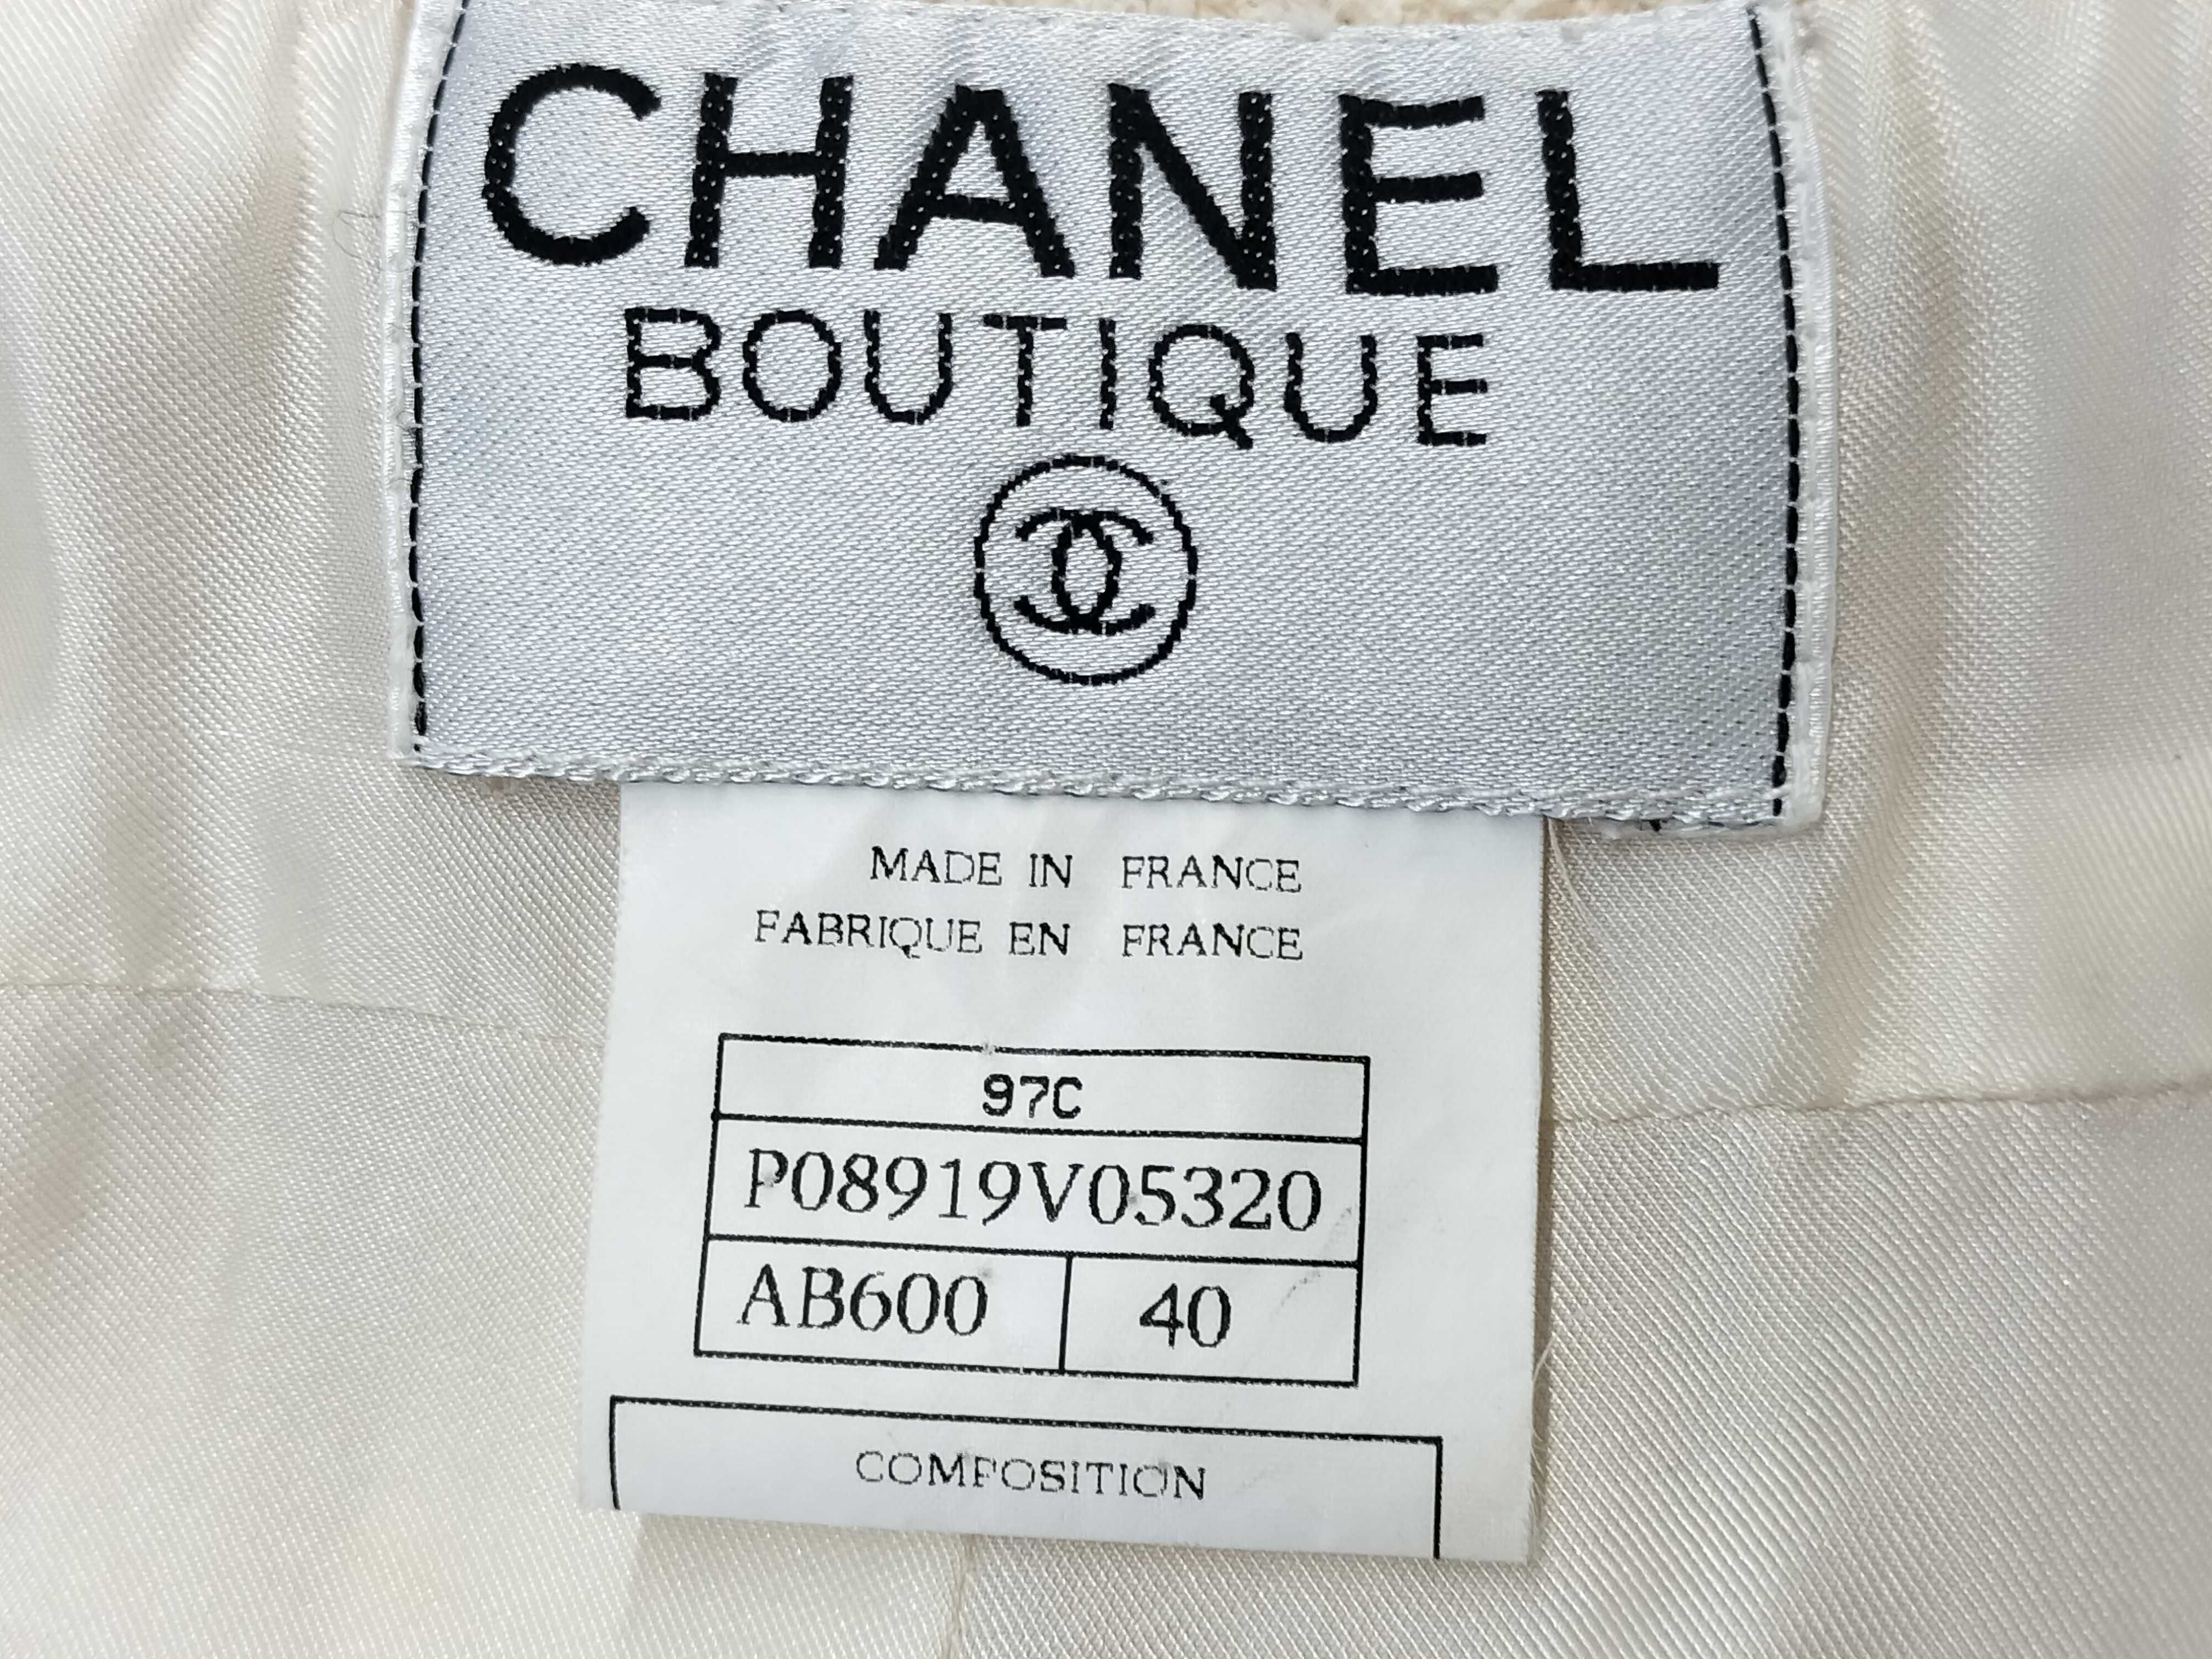 CHANEL
BOUTIQUE
MADE IN FRANCE
FABRIQUE EN FRANCE
97C
P08919V05320
AB600 40
COMPOSITION